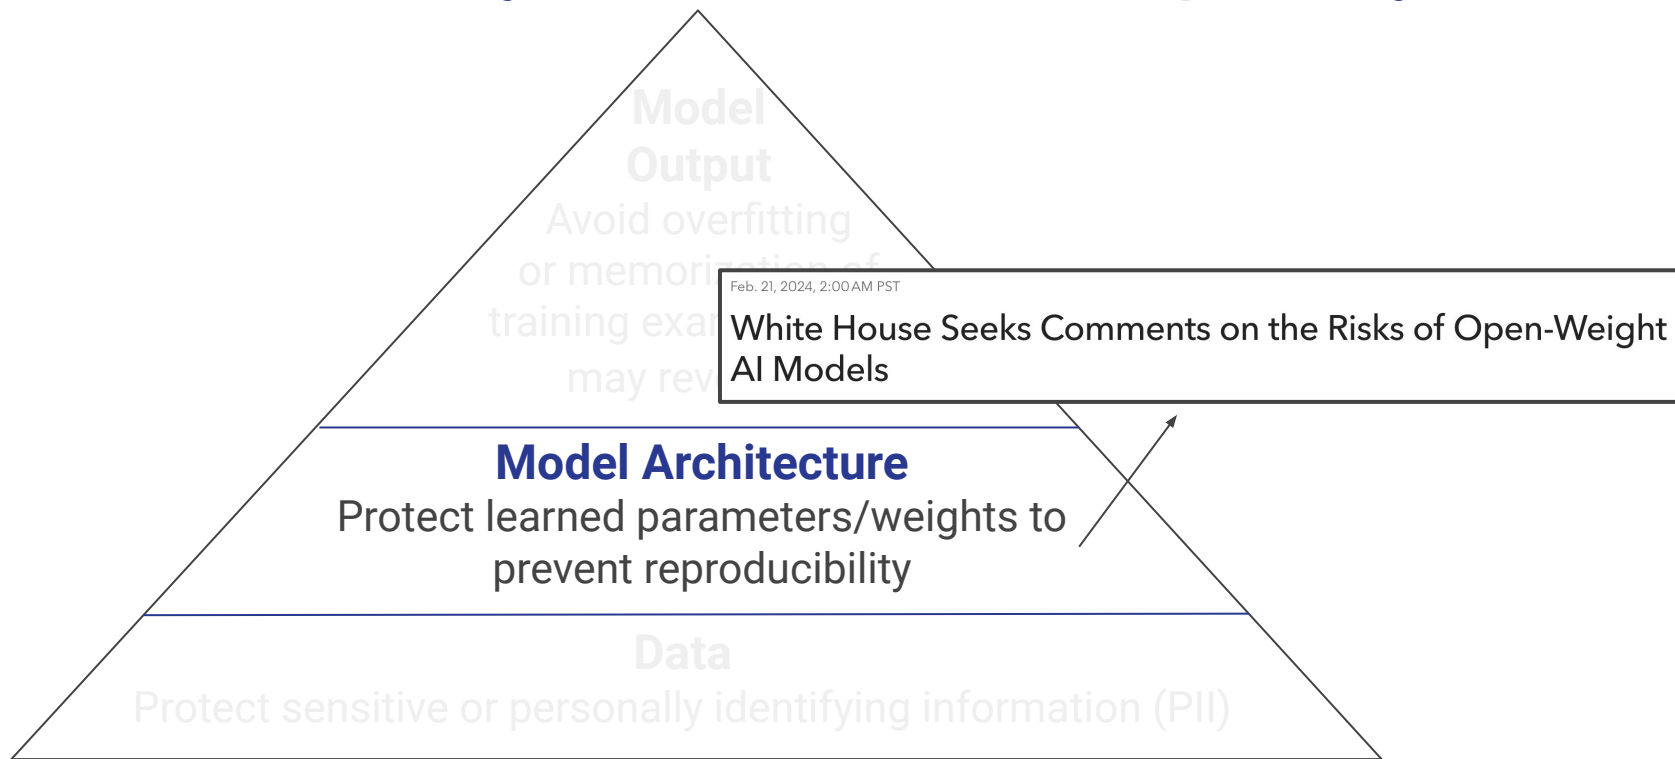 Model
Output
Avoid overfitting
or memorization of
training exa
may rev
Feb. 21, 2024, 2:00 AM PST
White House Seeks Comments on the Risks of Open-Weight
AI Models
Model Architecture
Protect learned parameters/weights to
prevent reproducibility
Data
Protect sensitive or personally identifying information (PII)